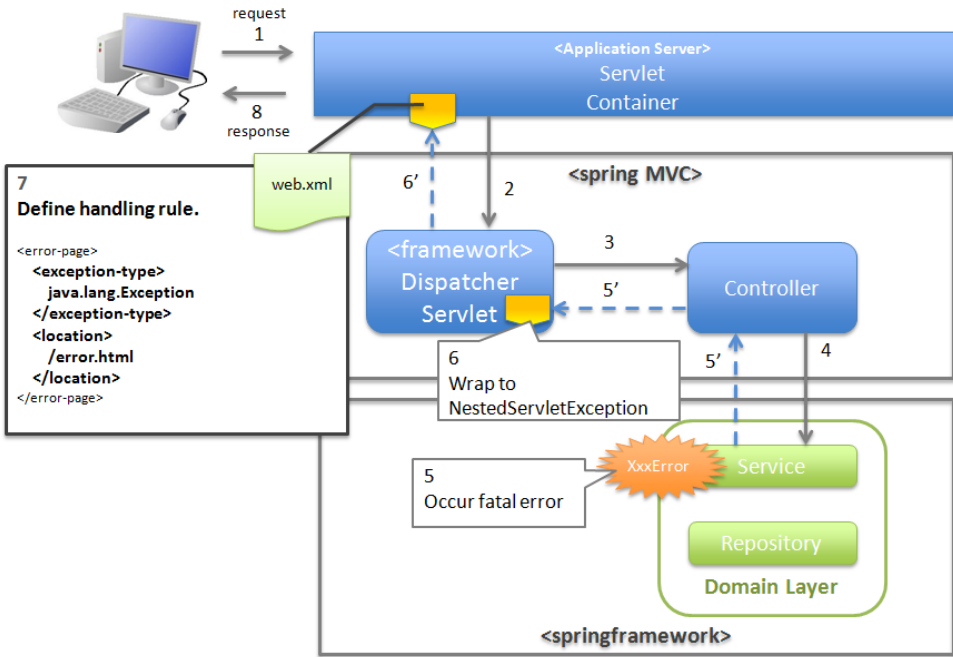 request
1
8
response
<Application Server>
Servlet
Container
web.xml
7
Define handling rule.
<error-page>
<exception-type>
java.lang.Exception
</exception-type>
<location>
/error.html
</location>
</error-page>
6’
2
<spring MVC>
<framework>
Dispatcher
Servlet
3
5’
Controller
6
Wrap to
NestedServletException
5’
4
5
Occur fatal error
XxxError
Service
Repository
Domain Layer
<springframework>